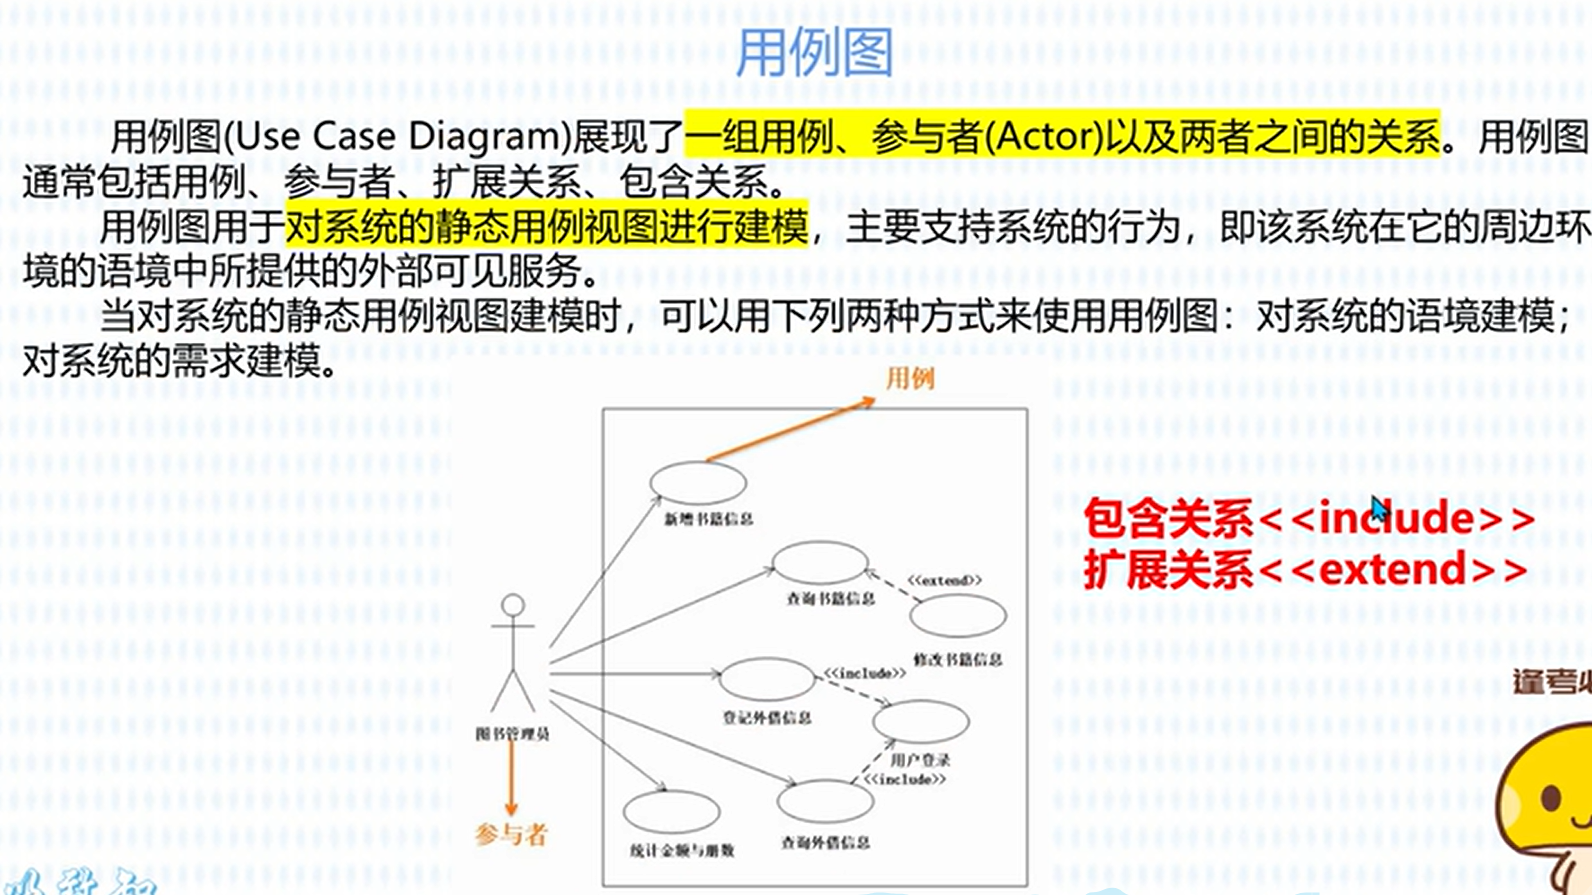 用例图
用例图(Use Case Diagram)展现了一组用例、参与者(Actor)以及两者之间的关系。用例图
通常包括用例、参与者、扩展关系、包含关系。
用例图用于对系统的静态用例视图进行建模，主要支持系统的行为，即该系统在它的周边环
境的语境中所提供的外部可见服务。
当对系统的静态用例视图建模时，可以用下列两种方式来使用用例图：对系统的语境建模；
对系统的需求建模。
用例
新增书籍信息
包含关系<<include>>
扩展关系<<extend>>
<<extend>>
查询书籍信息
修改书籍信息
<<include>>
登记外借信息
图书管理员
用户登录
<<include>>
参与者
统计金额与册数
查询外借信息
逢考